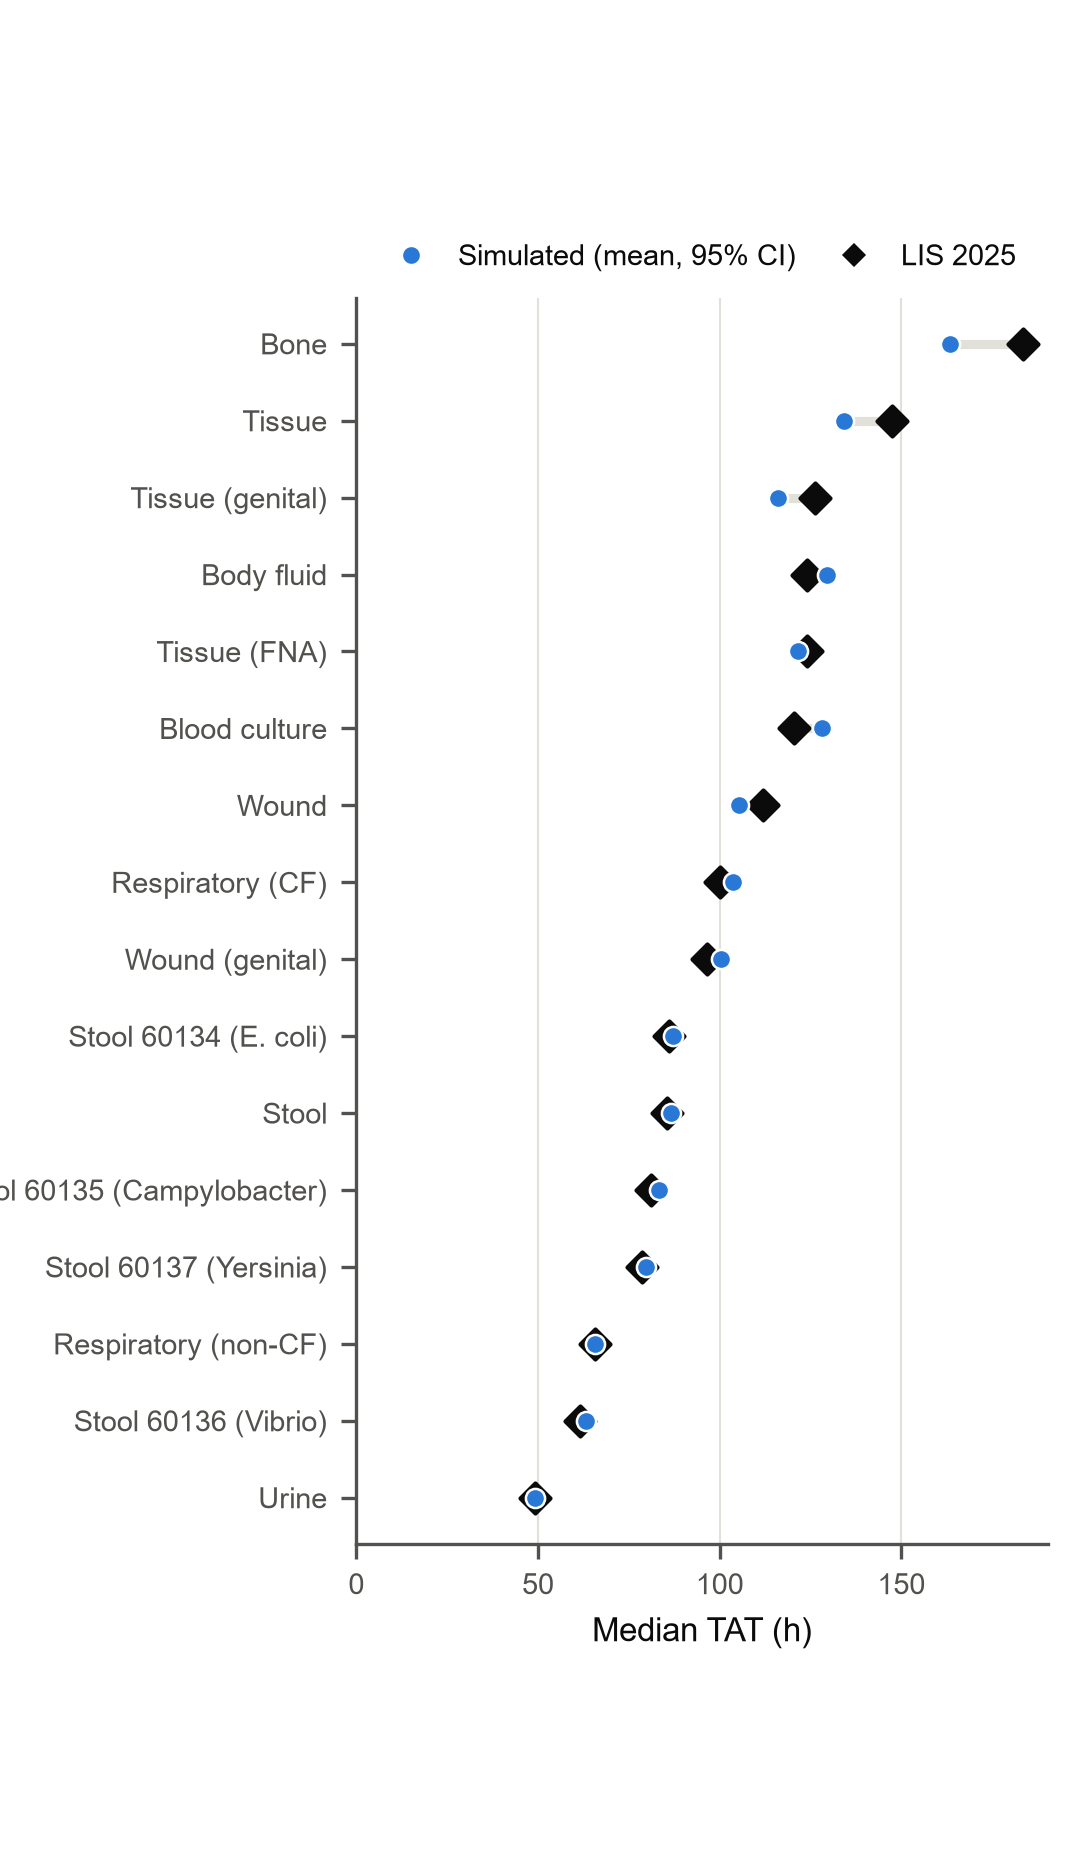 Simulated (mean, 95% CI) LIS 2025
Bone
Tissue
Tissue (genital)
Body fluid
Tissue (FNA)
Blood culture
Wound
Respiratory (CF)
Wound (genital)
Stool 60134 (E. coli)
Stool
60135 (Campylobacter)
Stool 60137 (Yersinia)
Respiratory (non-CF)
Stool 60136 (Vibrio)
Urine
0 50 100 150
Median TAT (h)